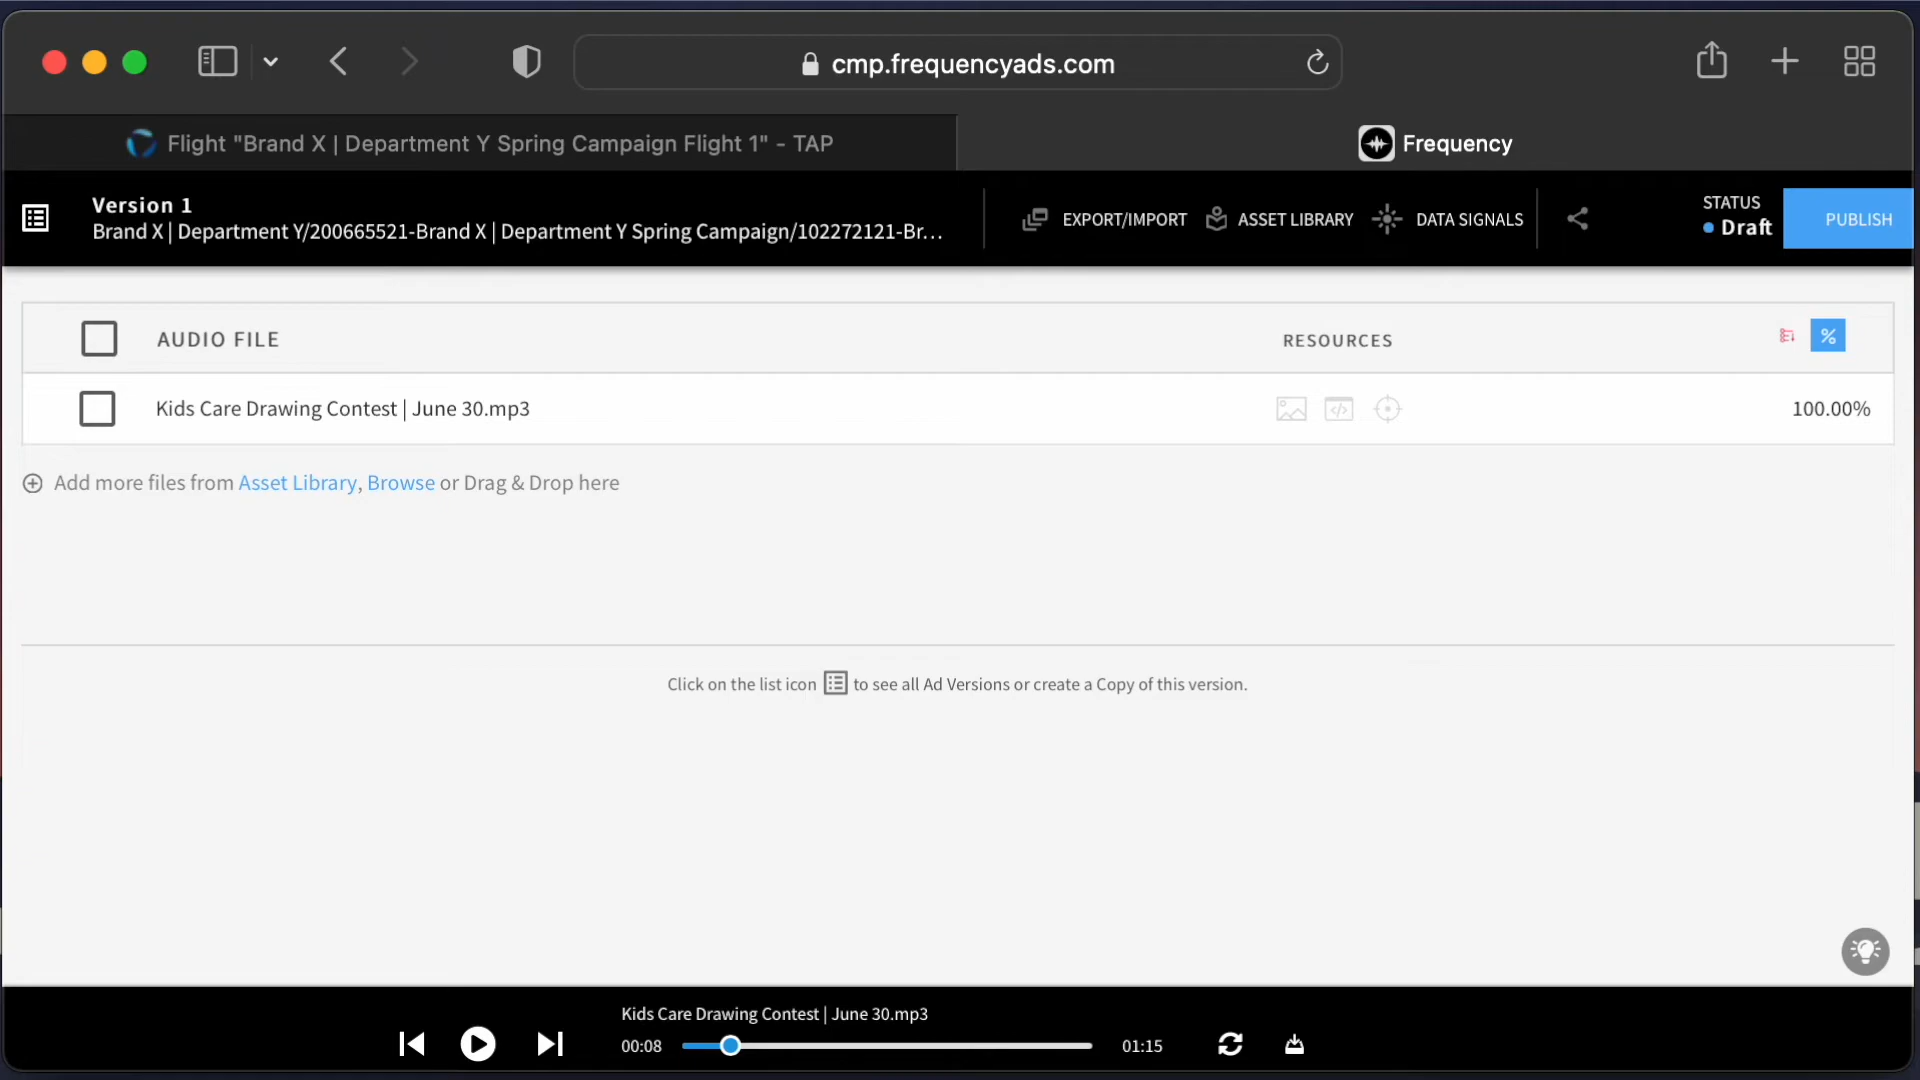 cmp.frequencyads.com
Flight "Brand X | Department Y Spring Campaign Flight 1" - TAP
Frequency
Version 1
Brand X | Department Y/200665521-Brand X | Department Y Spring Campaign/102272121-Br...
EXPORT/IMPORT
ASSET LIBRARY
DATA SIGNALS
STATUS
Draft
PUBLISH
AUDIO FILE
RESOURCES
%
Kids Care Drawing Contest | June 30.mp3
100.00%
Add more files from Asset Library, Browse or Drag & Drop here
Click on the list icon to see all Ad Versions or create a Copy of this version.
Kids Care Drawing Contest | June 30.mp3
00:08
01:15